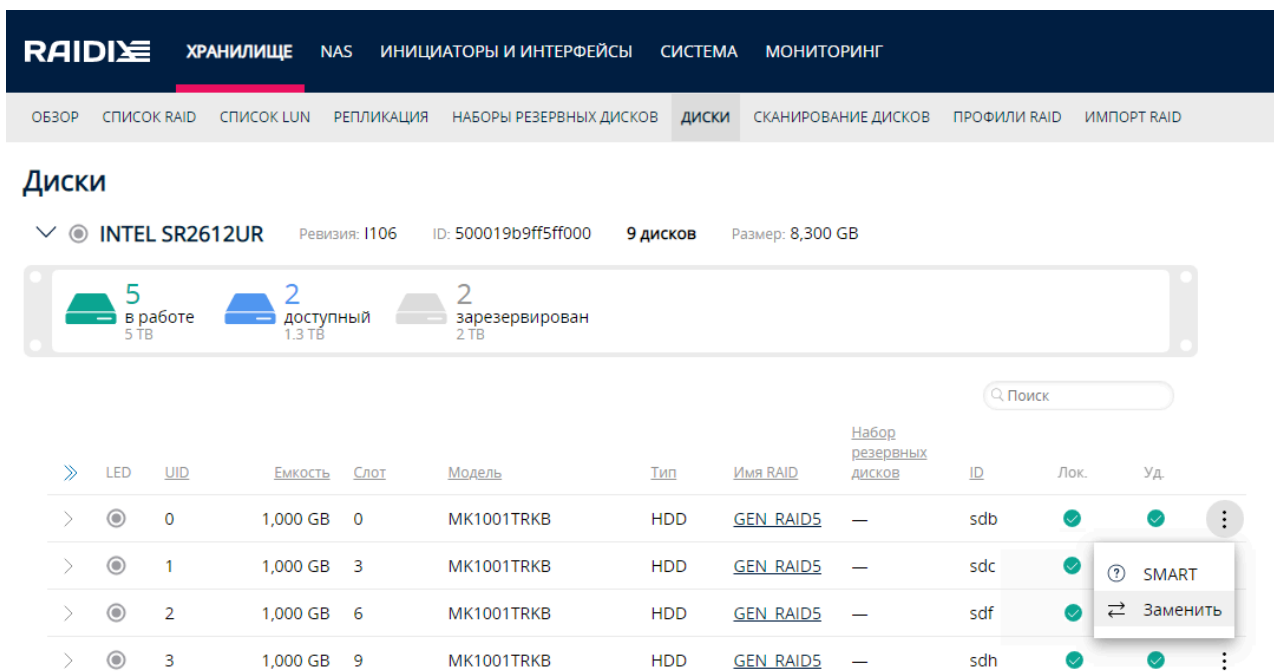 RAIDIX ХРАНИЛИЩЕ NAS ИНИЦИАТОРЫ И ИНТЕРФЕЙСЫ СИСТЕМА МОНИТОРИНГ
ОБЗОР СПИСОК RAID СПИСОК LUN РЕПЛИКАЦИЯ НАБОРЫ РЕЗЕРВНЫХ ДИСКОВ ДИСКИ СКАНИРОВАНИЕ ДИСКОВ ПРОФИЛИ RAID ИМПОРТ RAID
Диски
INTEL SR2612UR Ревизия: I106 ID: 500019b9ff5ff000 9 дисков Размер: 8,300 GB
5 2 2
в работе доступный зарезервирован
5 TB 1.3 TB 2 TB
Поиск
Набор
резервных
LED UID Емкость Слот Модель Тип Имя RAID дисков ID Лок. Уд.
0 1,000 GB 0 MK1001TRKB HDD GEN_RAID5 — sdb
1 1,000 GB 3 MK1001TRKB HDD GEN_RAID5 — sdc
SMART
2 1,000 GB 6 MK1001TRKB HDD GEN_RAID5 — sdf
Заменить
3 1,000 GB 9 MK1001TRKB HDD GEN_RAID5 — sdh